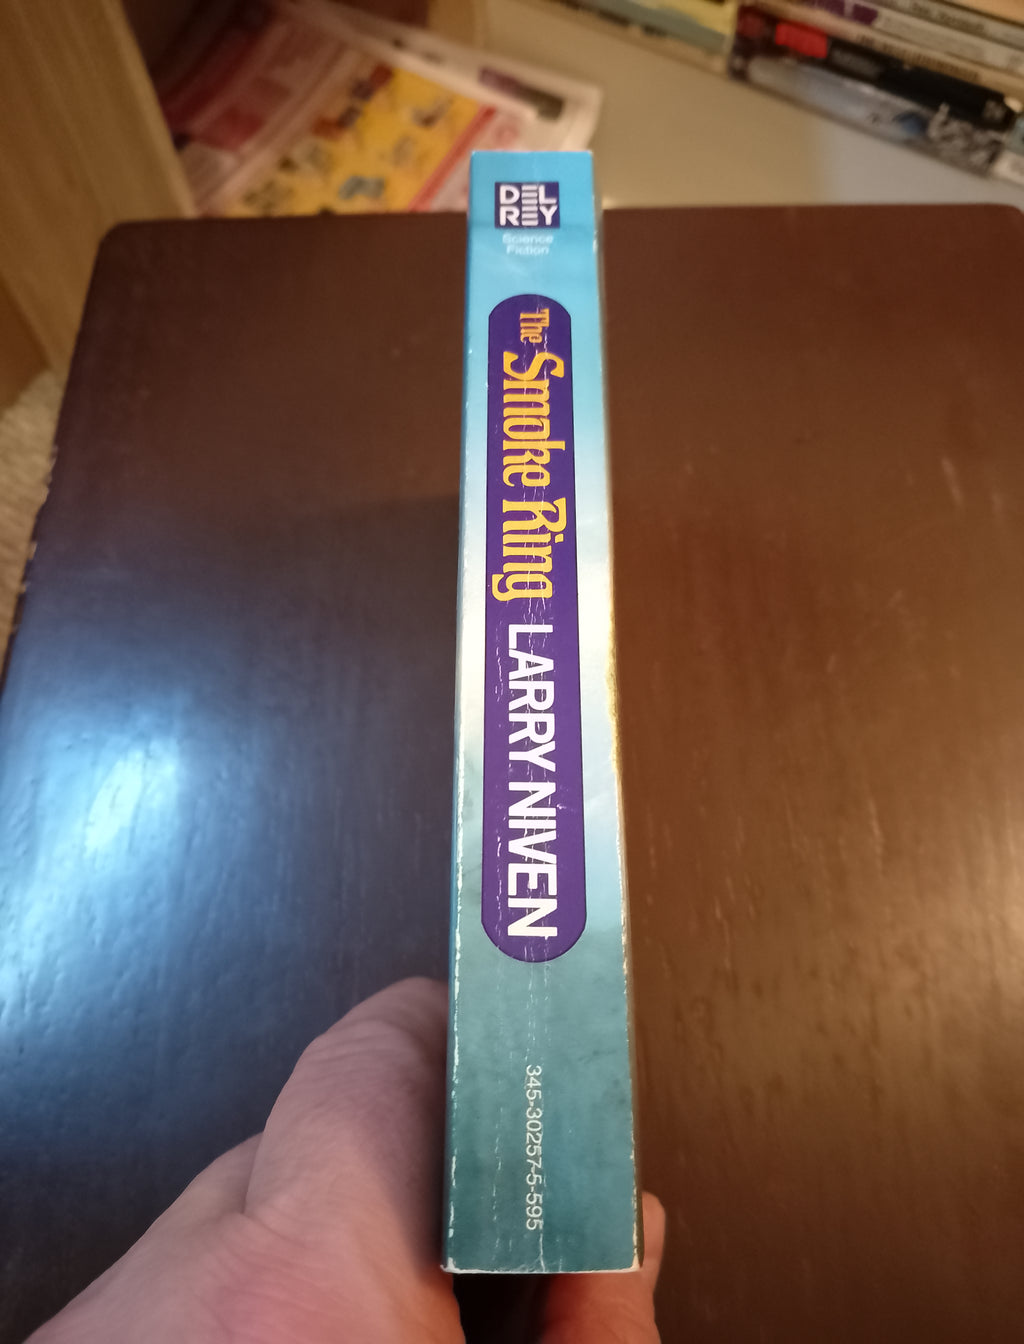 DEL REY
Science
Fiction
The Smoke Ring LARRY NIVEN
345-30257-5-595